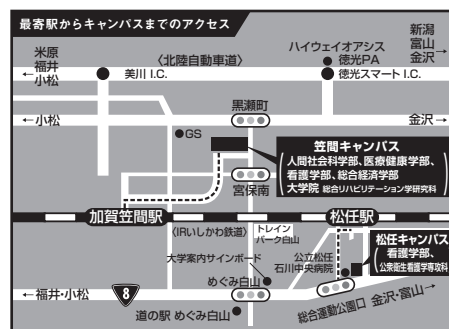 最寄駅からキャンパスまでのアクセス
米原
福井
小松
〈北陸自動車道〉
美川 I.C.
ハイウェイオアシス
徳光PA
徳光スマート I.C.
新潟
富山
金沢
←小松
黒瀬町
金沢→
GS
笠間キャンパス
人間社会科学部、医療健康学部、
看護学部、総合経済学部
大学院 総合リハビリテーション学研究科
宮保南
加賀笠間駅
松任駅
〈IRいしかわ鉄道〉
トレイン
パーク白山
大学案内サインボード
公立松任
石川中央病院
松任キャンパス
看護学部、
公衆衛生看護学専攻科
←福井・小松
8
めぐみ白山
道の駅 めぐみ白山
総合運動公園口
金沢・富山→